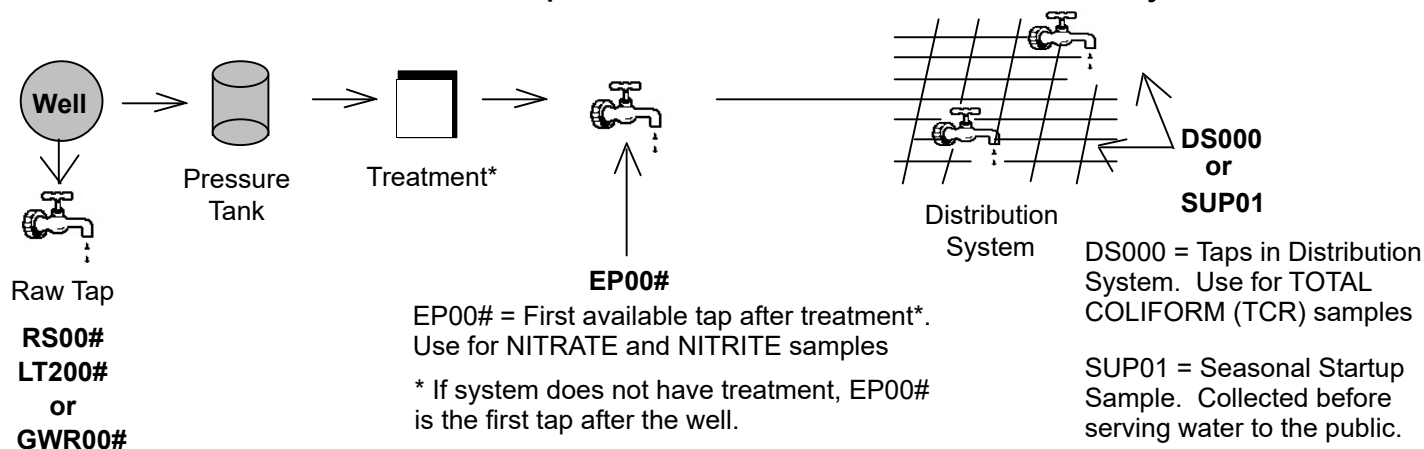 Well
Pressure
Tank
Treatment*
Raw Tap
RS00#
LT200#
or
GWR00#
EP00#
EP00# = First available tap after treatment*.
Use for NITRATE and NITRITE samples
* If system does not have treatment, EP00#
is the first tap after the well.
Distribution
System
DS000
or
SUP01
DS000 = Taps in Distribution
System. Use for TOTAL
COLIFORM (TCR) samples
SUP01 = Seasonal Startup
Sample. Collected before
serving water to the public.